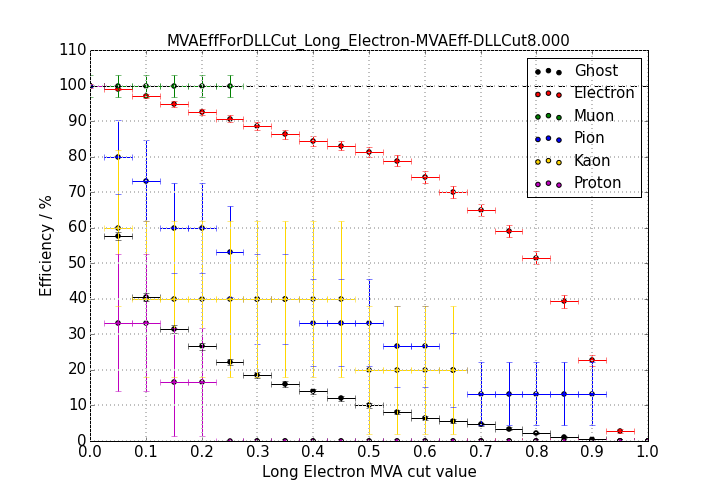 MVAEffForDLLCut_Long_Electron-MVAEff-DLLCut8.000
110
100
90
80
70
60
50
40
30
20
10
0
Efficiency / %
Ghost
Electron
Muon
Pion
Kaon
Proton
0.0 0.1 0.2 0.3 0.4 0.5 0.6 0.7 0.8 0.9 1.0
Long Electron MVA cut value